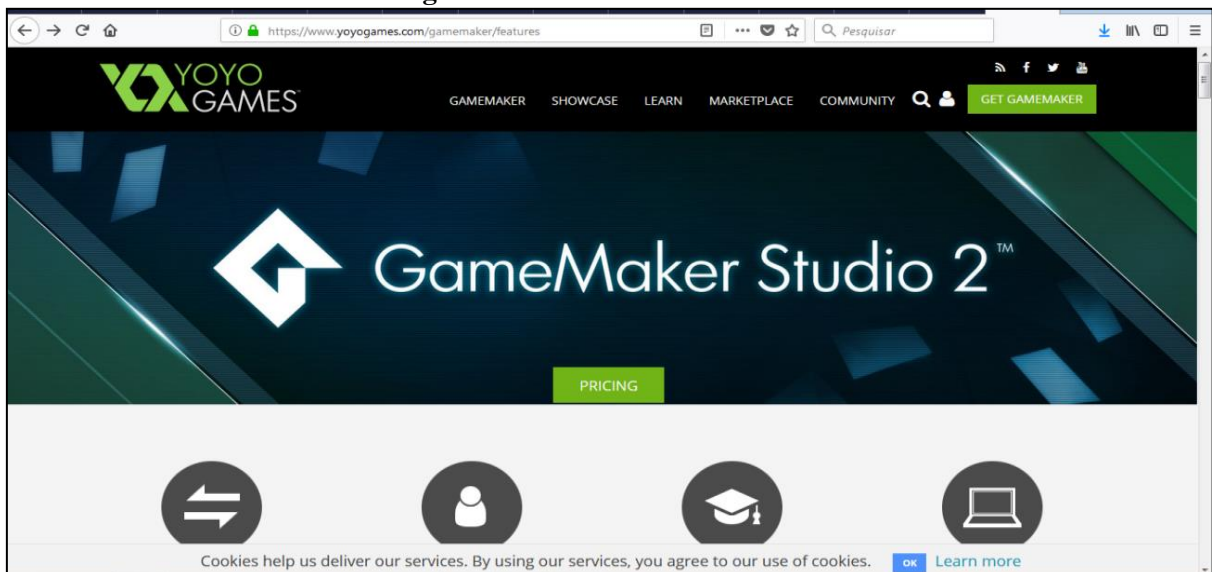 https://www.yoyogames.com/gamemaker/features
Pesquisar
YOYO
GAMES
GAMEMAKER SHOWCASE LEARN MARKETPLACE COMMUNITY GET GAMEMAKER
GameMaker Studio 2™
PRICING
Cookies help us deliver our services. By using our services, you agree to our use of cookies. OK Learn more